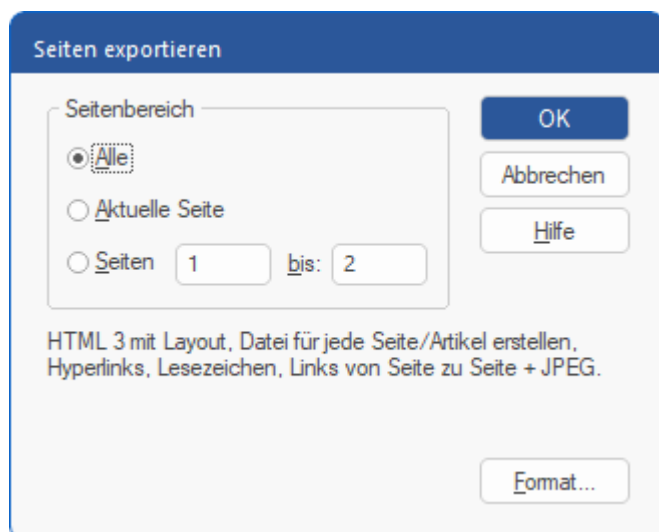 Seiten exportieren
Seitenbereich
Alle
Aktuelle Seite
Seiten 1 bis: 2
OK
Abbrechen
Hilfe
HTML 3 mit Layout, Datei für jede Seite/Artikel erstellen,
Hyperlinks, Lesezeichen, Links von Seite zu Seite + JPEG.
Format...